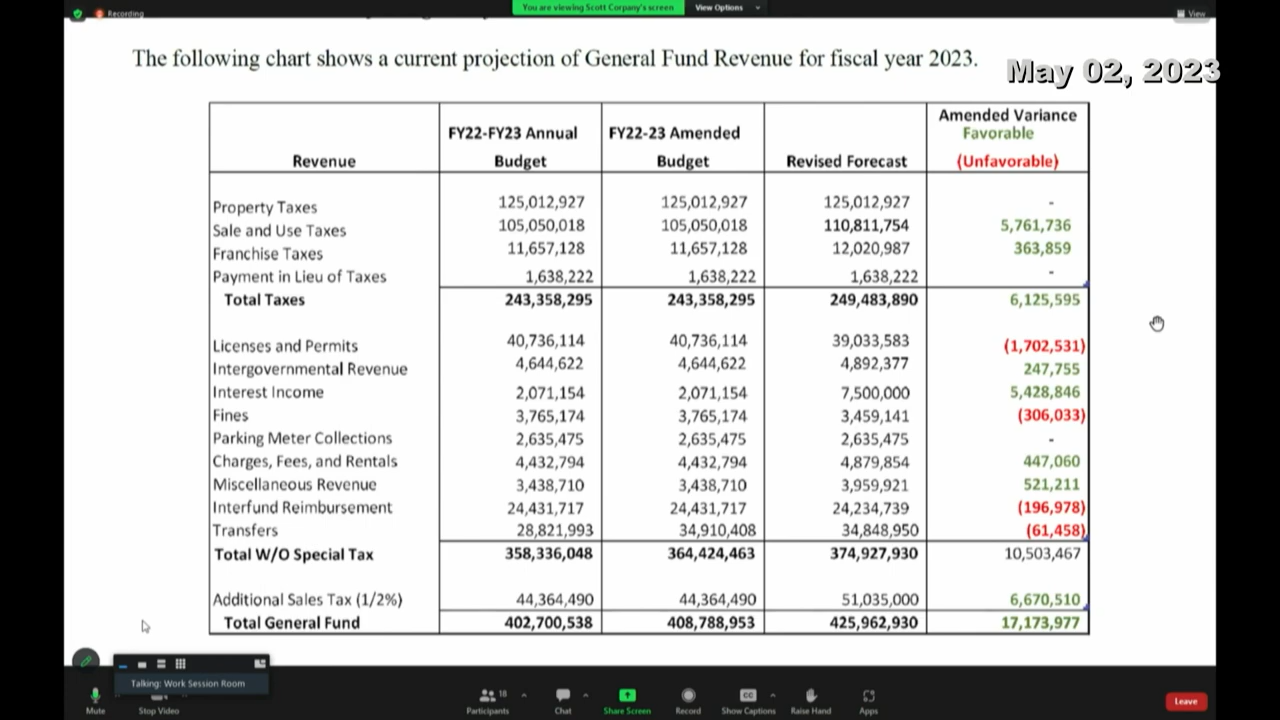 Recording
You are viewing Scott Corpany's screen
View Options
View
The following chart shows a current projection of General Fund Revenue for fiscal year 2023.
May 02, 2023
Revenue | FY22-FY23 Annual Budget | FY22-23 Amended Budget | Revised Forecast | Amended Variance Favorable (Unfavorable)
Property Taxes 125,012,927 125,012,927 125,012,927 -
Sale and Use Taxes 105,050,018 105,050,018 110,811,754 5,761,736
Franchise Taxes 11,657,128 11,657,128 12,020,987 363,859
Payment in Lieu of Taxes 1,638,222 1,638,222 1,638,222 -
Total Taxes 243,358,295 243,358,295 249,483,890 6,125,595
Licenses and Permits 40,736,114 40,736,114 39,033,583 (1,702,531)
Intergovernmental Revenue 4,644,622 4,644,622 4,892,377 247,755
Interest Income 2,071,154 2,071,154 7,500,000 5,428,846
Fines 3,765,174 3,765,174 3,459,141 (306,033)
Parking Meter Collections 2,635,475 2,635,475 2,635,475 -
Charges, Fees, and Rentals 4,432,794 4,432,794 4,879,854 447,060
Miscellaneous Revenue 3,438,710 3,438,710 3,959,921 521,211
Interfund Reimbursement 24,431,717 24,431,717 24,234,739 (196,978)
Transfers 28,821,993 34,910,408 34,848,950 (61,458)
Total W/O Special Tax 358,336,048 364,424,463 374,927,930 10,503,467
Additional Sales Tax (1/2%) 44,364,490 44,364,490 51,035,000 6,670,510
Total General Fund 402,700,538 408,788,953 425,962,930 17,173,977
Talking: Work Session Room
Mute
Stop Video
Participants 18
Chat
Share Screen
Record
CC
Show Captions
Raise Hand
Apps
Leave